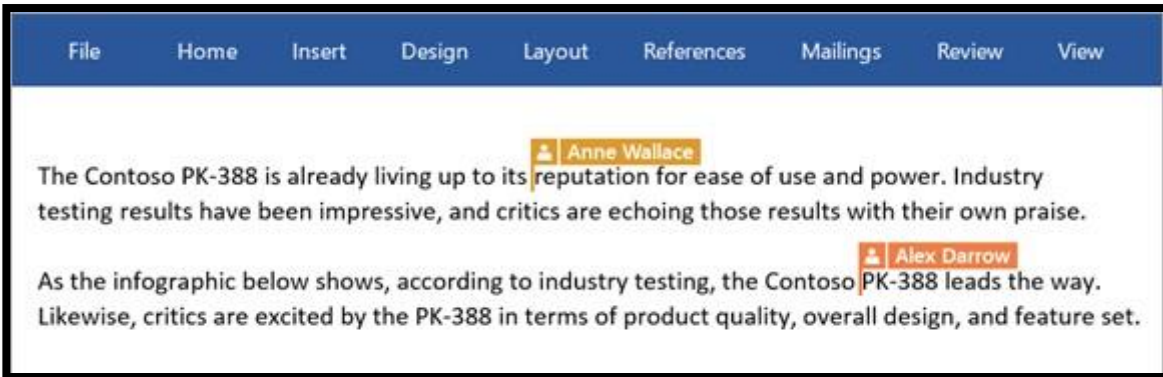 File Home Insert Design Layout References Mailings Review View
Anne Wallace
The Contoso PK-388 is already living up to its reputation for ease of use and power. Industry
testing results have been impressive, and critics are echoing those results with their own praise.
Alex Darrow
As the infographic below shows, according to industry testing, the Contoso PK-388 leads the way.
Likewise, critics are excited by the PK-388 in terms of product quality, overall design, and feature set.